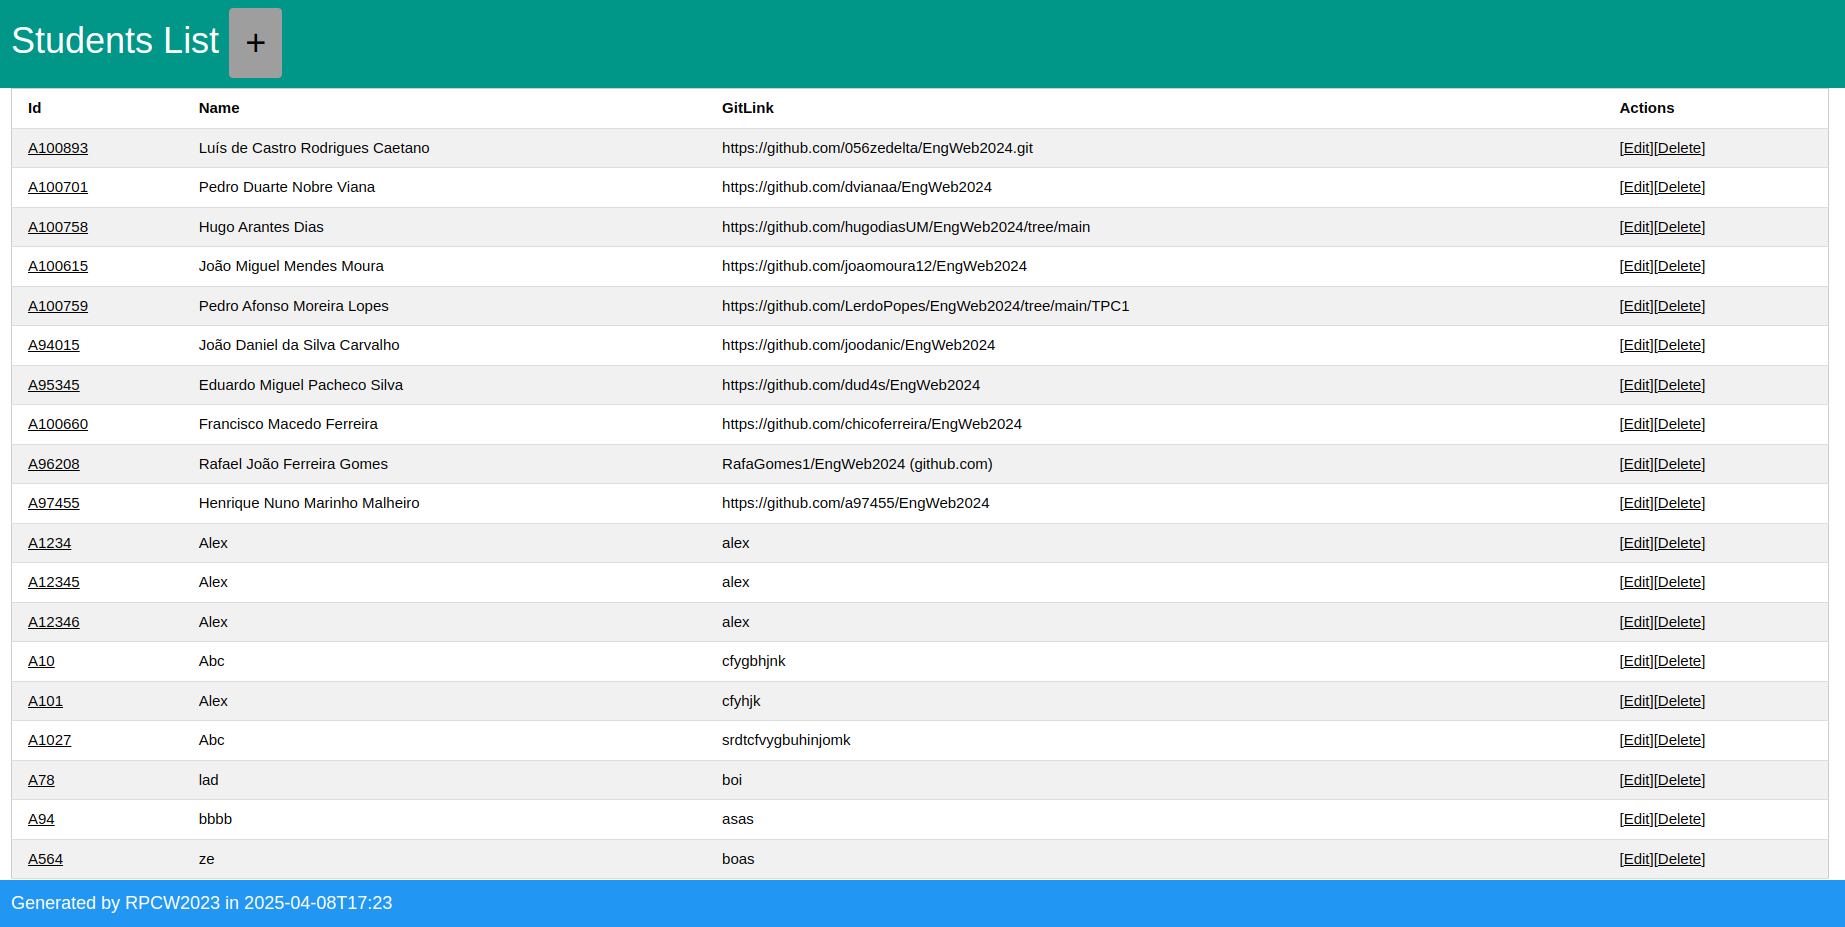 Students List +
Id Name GitLink Actions
A100893 Luís de Castro Rodrigues Caetano https://github.com/056zedelta/EngWeb2024.git [Edit][Delete]
A100701 Pedro Duarte Nobre Viana https://github.com/dvianaa/EngWeb2024 [Edit][Delete]
A100758 Hugo Arantes Dias https://github.com/hugodiasUM/EngWeb2024/tree/main [Edit][Delete]
A100615 João Miguel Mendes Moura https://github.com/joaomoura12/EngWeb2024 [Edit][Delete]
A100759 Pedro Afonso Moreira Lopes https://github.com/LerdoPopes/EngWeb2024/tree/main/TPC1 [Edit][Delete]
A94015 João Daniel da Silva Carvalho https://github.com/joodanic/EngWeb2024 [Edit][Delete]
A95345 Eduardo Miguel Pacheco Silva https://github.com/dud4s/EngWeb2024 [Edit][Delete]
A100660 Francisco Macedo Ferreira https://github.com/chicoferreira/EngWeb2024 [Edit][Delete]
A96208 Rafael João Ferreira Gomes RafaGomes1/EngWeb2024 (github.com) [Edit][Delete]
A97455 Henrique Nuno Marinho Malheiro https://github.com/a97455/EngWeb2024 [Edit][Delete]
A1234 Alex alex [Edit][Delete]
A12345 Alex alex [Edit][Delete]
A12346 Alex alex [Edit][Delete]
A10 Abc cfygbhjnk [Edit][Delete]
A101 Alex cfyhjk [Edit][Delete]
A1027 Abc srdtcfvygbuhinjomk [Edit][Delete]
A78 lad boi [Edit][Delete]
A94 bbbb asas [Edit][Delete]
A564 ze boas [Edit][Delete]
Generated by RPCW2023 in 2025-04-08T17:23